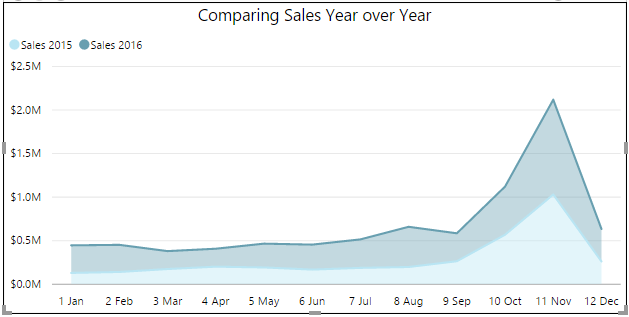 Comparing Sales Year over Year
Sales 2015 Sales 2016
$2.5M
$2.0M
$1.5M
$1.0M
$0.5M
$0.0M
1 Jan 2 Feb 3 Mar 4 Apr 5 May 6 Jun 7 Jul 8 Aug 9 Sep 10 Oct 11 Nov 12 Dec